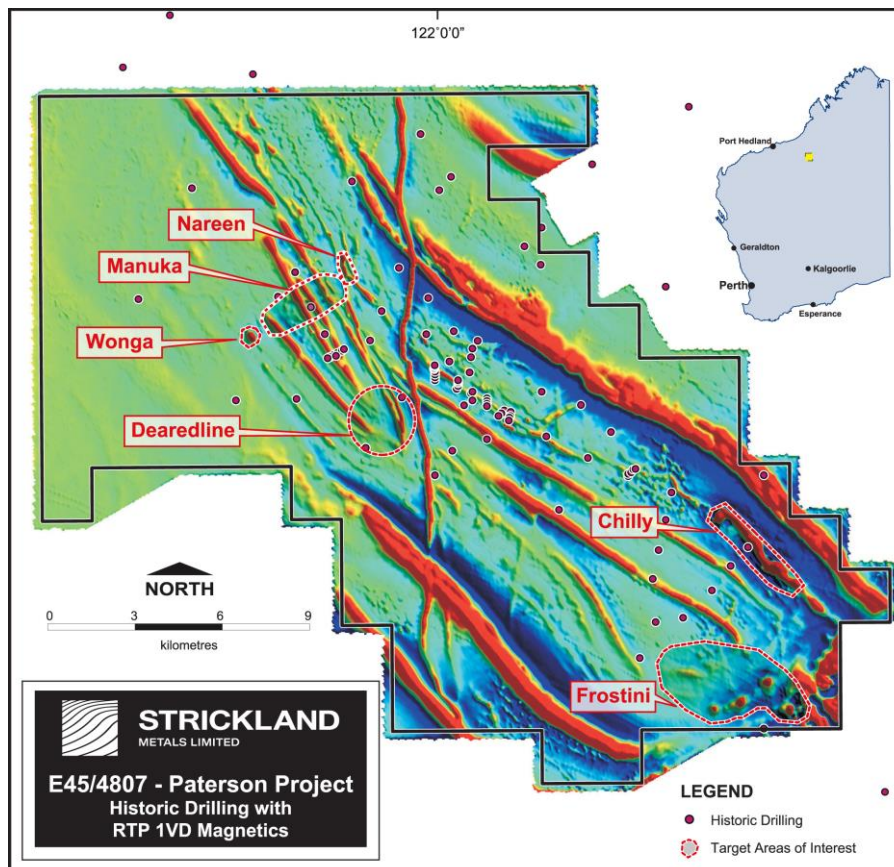 122°0'0"
Port Hedland
Geraldton
Kalgoorlie
Perth
Esperance
Nareen
Manuka
Wonga
Dearedline
Chilly
Frostini
NORTH
0 3 6 9
kilometres
STRICKLAND
METALS LIMITED
E45/4807 - Paterson Project
Historic Drilling with
RTP 1VD Magnetics
LEGEND
Historic Drilling
Target Areas of Interest